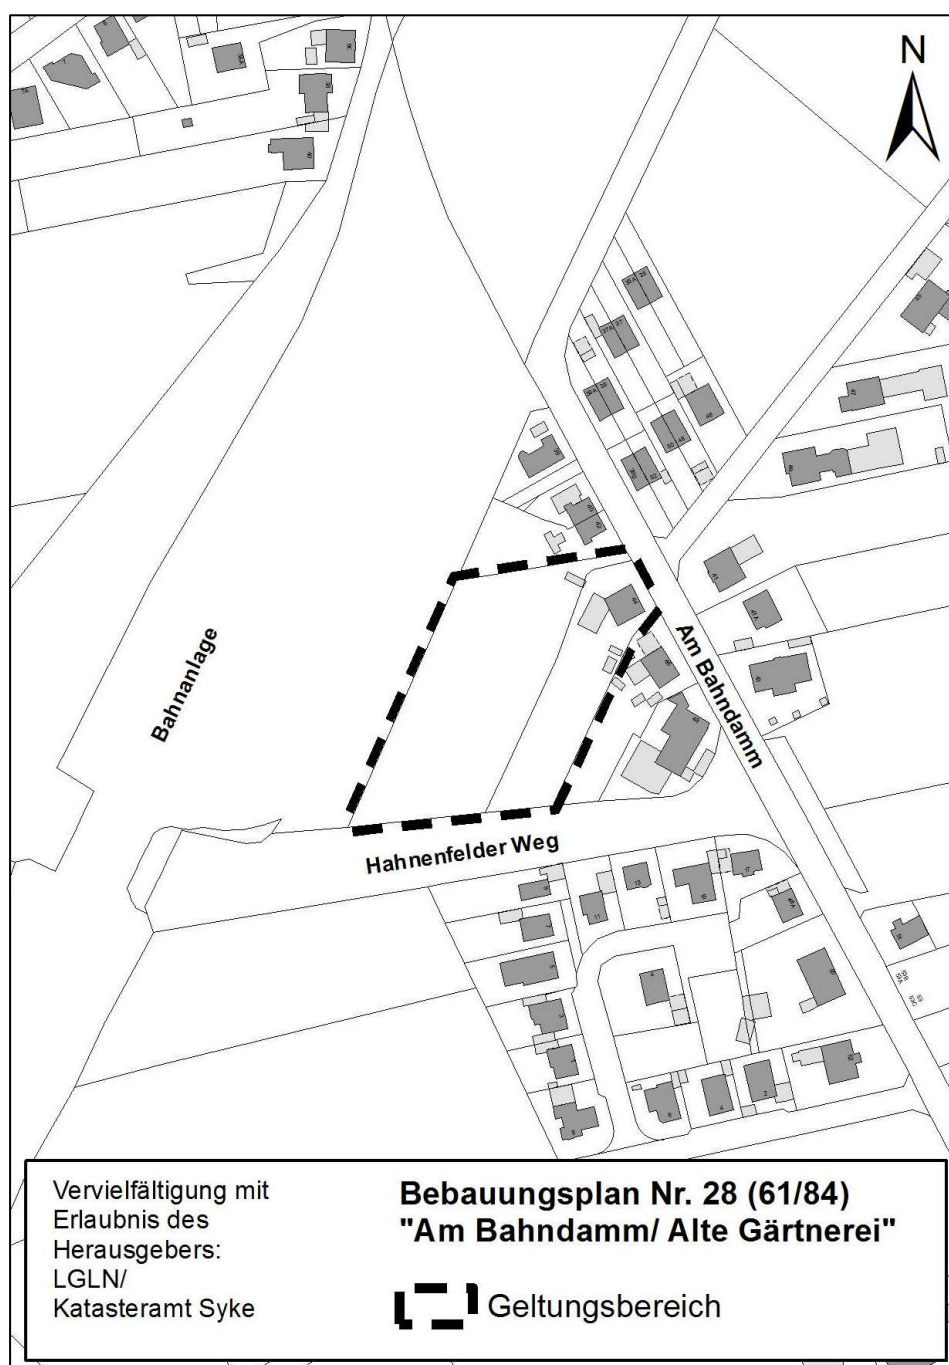 N
Bahnanlage
Am Bahndamm
Hahnenfelder Weg
Vervielfältigung mit
Erlaubnis des
Herausgebers:
LGLN/
Katasteramt Syke
Bebauungsplan Nr. 28 (61/84)
"Am Bahndamm/ Alte Gärtnerei"
Geltungsbereich